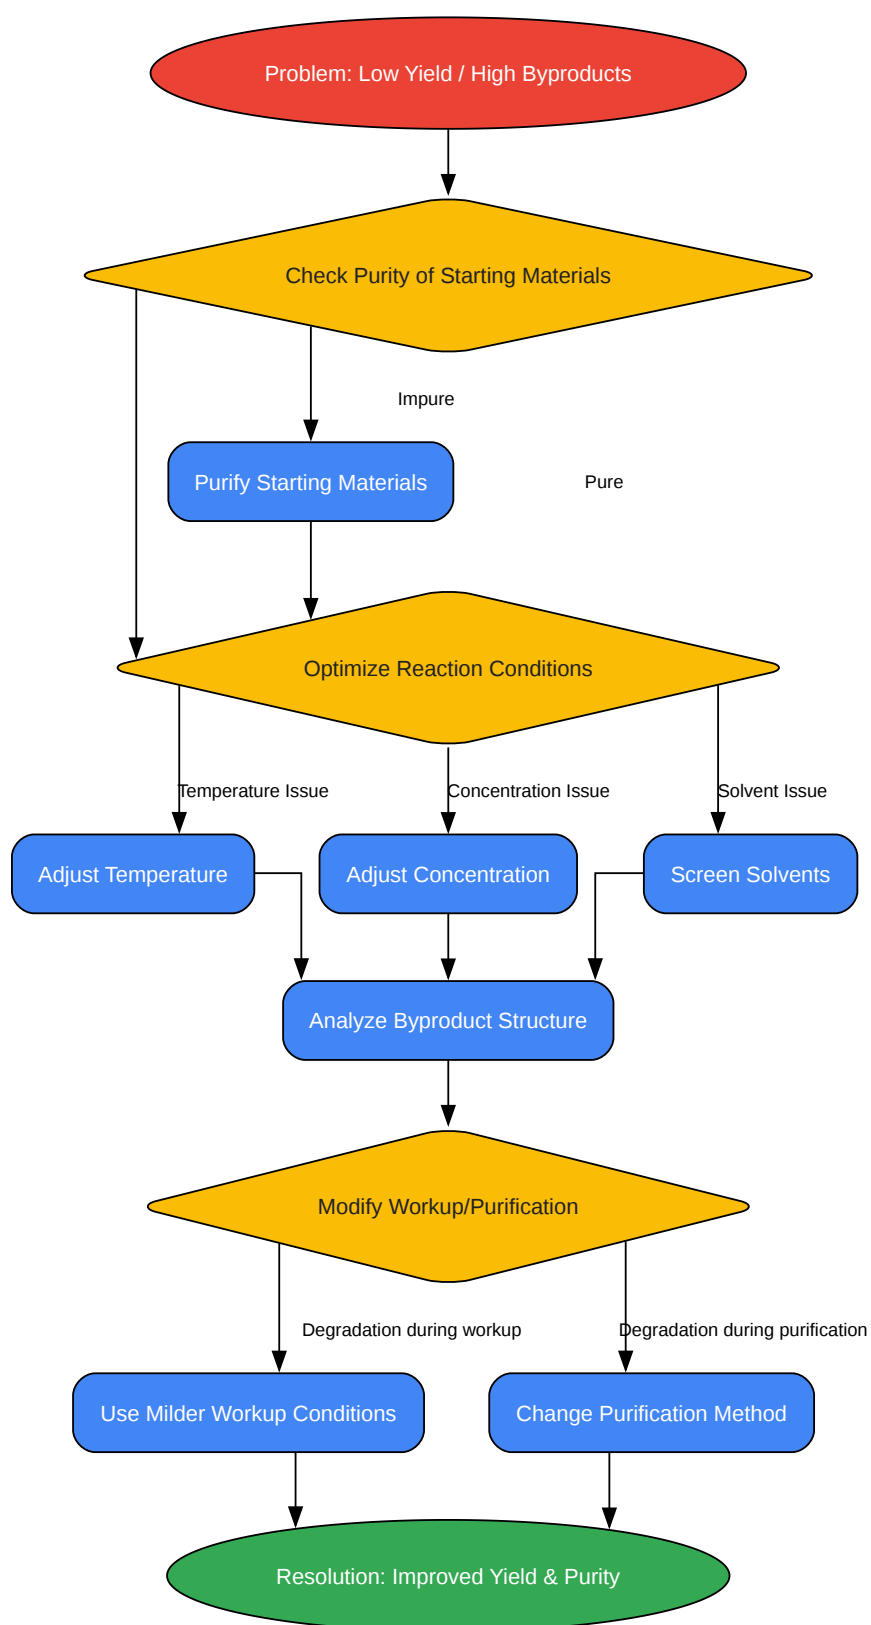 Problem: Low Yield / High Byproducts
Check Purity of Starting Materials
Impure
Purify Starting Materials
Pure
Optimize Reaction Conditions
Temperature Issue
Concentration Issue
Solvent Issue
Adjust Temperature
Adjust Concentration
Screen Solvents
Analyze Byproduct Structure
Modify Workup/Purification
Degradation during workup
Degradation during purification
Use Milder Workup Conditions
Change Purification Method
Resolution: Improved Yield & Purity